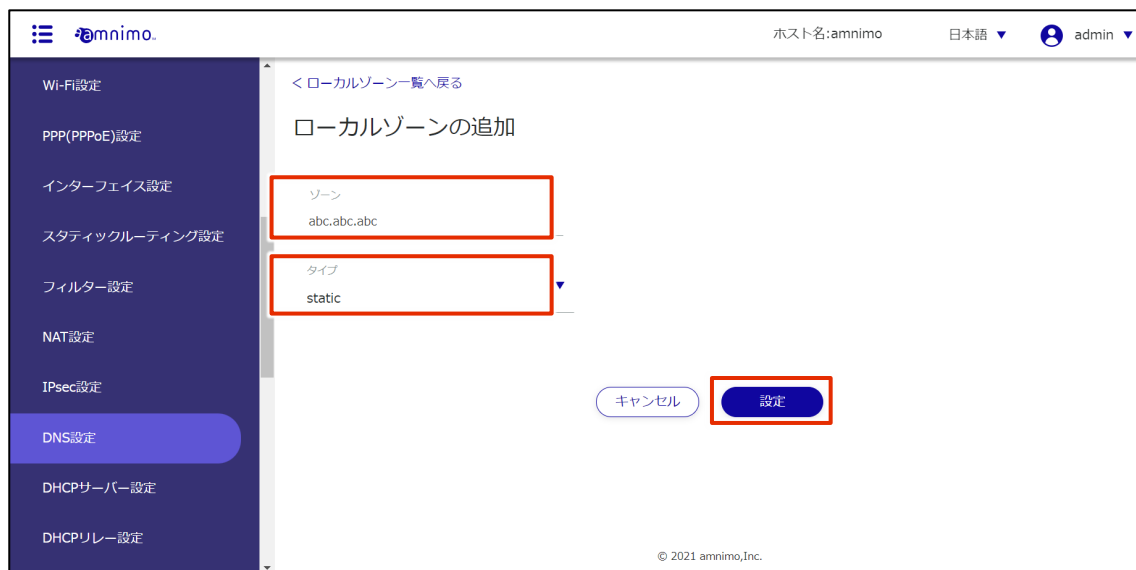 amnimo
ホスト名:amnimo
日本語 ▼
admin ▼
Wi-Fi設定
PPP(PPPoE)設定
インターフェイス設定
スタティックルーティング設定
フィルター設定
NAT設定
IPsec設定
DNS設定
DHCPサーバー設定
DHCPリレー設定
< ローカルゾーン一覧へ戻る
ローカルゾーンの追加
ゾーン
abc.abc.abc
タイプ
static
キャンセル
設定
© 2021 amnimo,Inc.